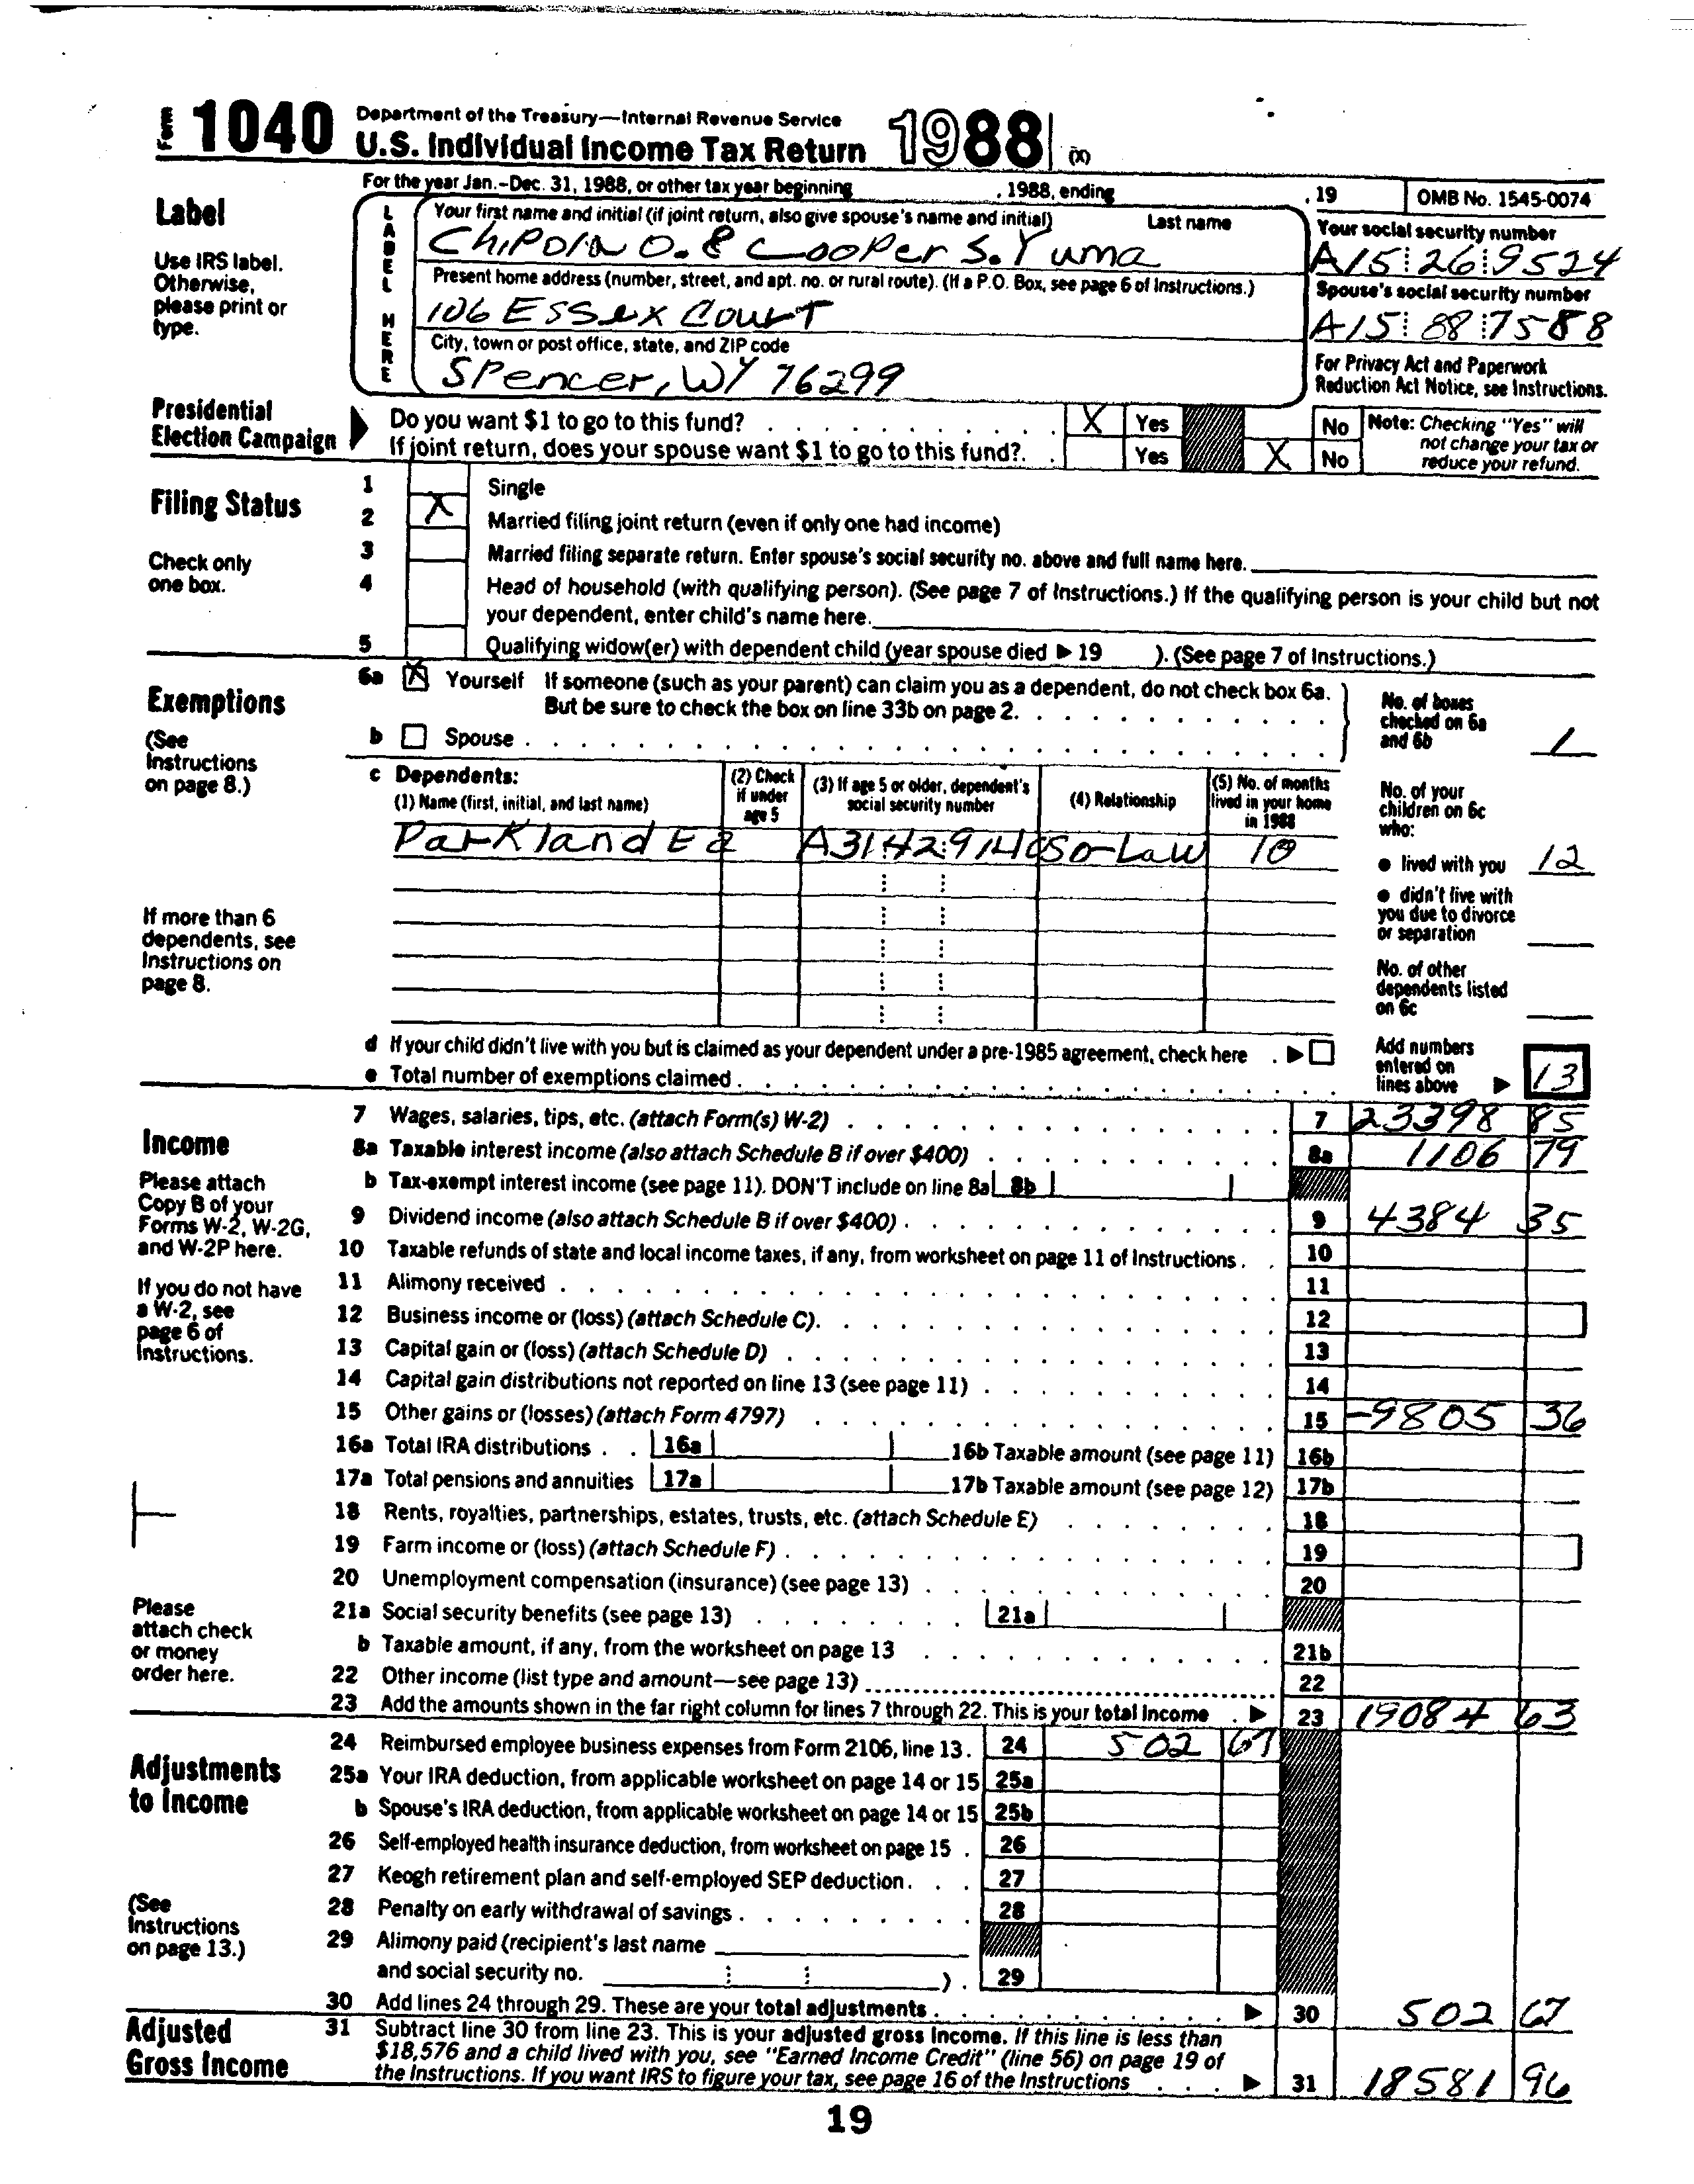 Form 1040 Department of the Treasury—Internal Revenue Service
U.S. Individual Income Tax Return 1988 (X)
For the year Jan.-Dec. 31, 1988, or other tax year beginning , 1988, ending , 19 OMB No. 1545-0074
Label
Use IRS label. Otherwise, please print or type.
LABEL HERE
Your first name and initial (if joint return, also give spouse's name and initial) Last name
Chipoln O. & Cooper S. Yuma
Your social security number
A15 26 9524
Present home address (number, street, and apt. no. or rural route). (If a P.O. Box, see page 6 of Instructions.)
106 Essex Court
Spouse's social security number
A15 88 7588
City, town or post office, state, and ZIP code
Spencer, WY 76299
For Privacy Act and Paperwork Reduction Act Notice, see Instructions.
Presidential Election Campaign
Do you want $1 to go to this fund? X Yes No
If joint return, does your spouse want $1 to go to this fund? Yes X No
Note: Checking "Yes" will not change your tax or reduce your refund.
Filing Status
Check only one box.
1 Single
2 X Married filing joint return (even if only one had income)
3 Married filing separate return. Enter spouse's social security no. above and full name here.
4 Head of household (with qualifying person). (See page 7 of Instructions.) If the qualifying person is your child but not
your dependent, enter child's name here.
5 Qualifying widow(er) with dependent child (year spouse died ▶ 19 ). (See page 7 of Instructions.)
Exemptions
(See Instructions on page 8.)
6a X Yourself If someone (such as your parent) can claim you as a dependent, do not check box 6a.
But be sure to check the box on line 33b on page 2.
b Spouse
No. of boxes checked on 6a and 6b 1
c Dependents:
(1) Name (first, initial, and last name)
(2) Check if under age 5
(3) If age 5 or older, dependent's social security number
(4) Relationship
(5) No. of months lived in your home in 1988
Parkland E a A31 42 9140 So-Law 10
If more than 6 dependents, see Instructions on page 8.
No. of your children on 6c who:
● lived with you 12
● didn't live with you due to divorce or separation
No. of other dependents listed on 6c
d If your child didn't live with you but is claimed as your dependent under a pre-1985 agreement, check here ▶
e Total number of exemptions claimed
Add numbers entered on lines above ▶ 13
Income
Please attach Copy B of your Forms W-2, W-2G, and W-2P here.
If you do not have a W-2, see page 6 of Instructions.
Please attach check or money order here.
7 Wages, salaries, tips, etc. (attach Form(s) W-2) 7 23398 85
8a Taxable interest income (also attach Schedule B if over $400) 8a 1106 79
b Tax-exempt interest income (see page 11). DON'T include on line 8a 8b
9 Dividend income (also attach Schedule B if over $400) 9 4384 35
10 Taxable refunds of state and local income taxes, if any, from worksheet on page 11 of Instructions. 10
11 Alimony received 11
12 Business income or (loss) (attach Schedule C). 12
13 Capital gain or (loss) (attach Schedule D) 13
14 Capital gain distributions not reported on line 13 (see page 11) 14
15 Other gains or (losses) (attach Form 4797) 15 -9805 36
16a Total IRA distributions 16a 16b Taxable amount (see page 11) 16b
17a Total pensions and annuities 17a 17b Taxable amount (see page 12) 17b
18 Rents, royalties, partnerships, estates, trusts, etc. (attach Schedule E) 18
19 Farm income or (loss) (attach Schedule F) 19
20 Unemployment compensation (insurance) (see page 13) 20
21a Social security benefits (see page 13) 21a
b Taxable amount, if any, from the worksheet on page 13 21b
22 Other income (list type and amount—see page 13) 22
23 Add the amounts shown in the far right column for lines 7 through 22. This is your total income ▶ 23 19084 63
Adjustments to Income
(See Instructions on page 13.)
24 Reimbursed employee business expenses from Form 2106, line 13. 24 502 67
25a Your IRA deduction, from applicable worksheet on page 14 or 15 25a
b Spouse's IRA deduction, from applicable worksheet on page 14 or 15 25b
26 Self-employed health insurance deduction, from worksheet on page 15 26
27 Keogh retirement plan and self-employed SEP deduction 27
28 Penalty on early withdrawal of savings 28
29 Alimony paid (recipient's last name
and social security no. ) 29
30 Add lines 24 through 29. These are your total adjustments ▶ 30 502 67
Adjusted Gross Income
31 Subtract line 30 from line 23. This is your adjusted gross income. If this line is less than
$18,576 and a child lived with you, see "Earned Income Credit" (line 56) on page 19 of
the Instructions. If you want IRS to figure your tax, see page 16 of the Instructions ▶ 31 18581 96
19